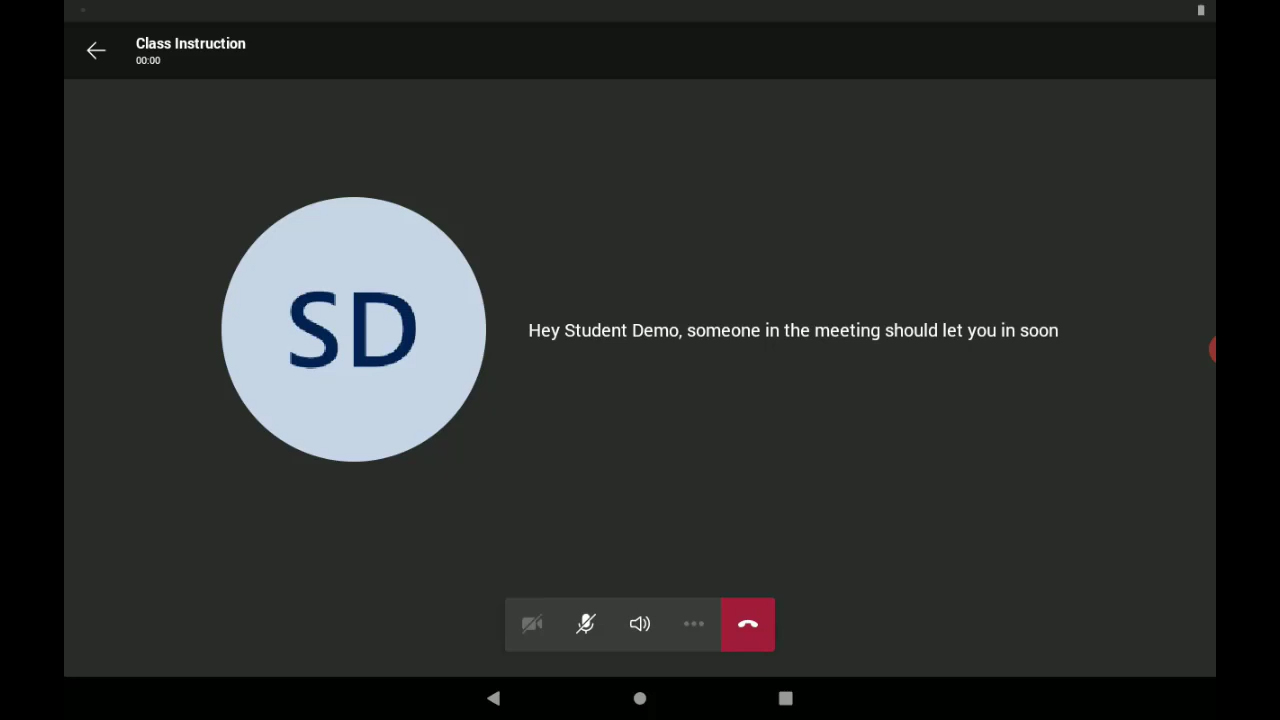 Class Instruction
00:00
SD
Hey Student Demo, someone in the meeting should let you in soon